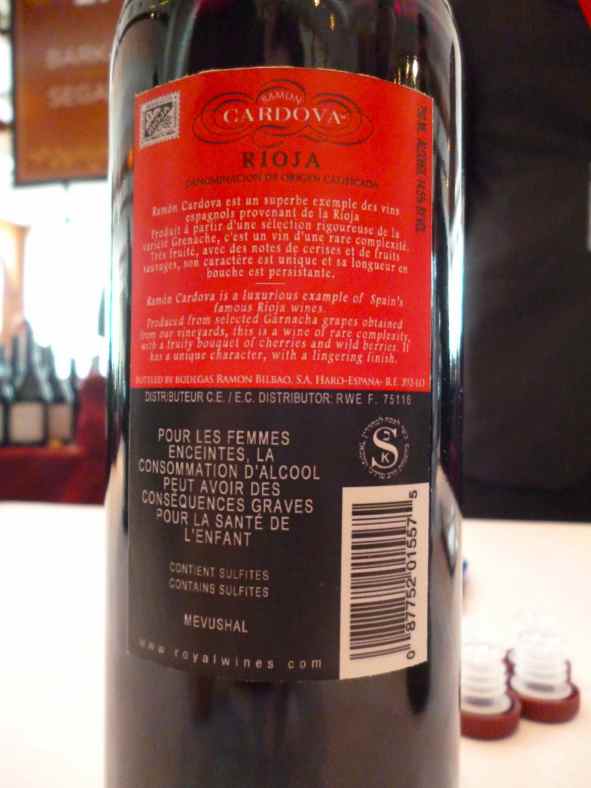 BARK
SEGA
RAMÓN
CARDOVA
RIOJA
DENOMINACION DE ORIGEN CALIFICADA
Ramón Cardova est un superbe exemple des vins
espagnols provenant de la Rioja
Produit à partir d'une sélection rigoureuse de la
variété Grenache, c'est un vin d'une rare complexité.
Très fruité, avec des notes de cerises et de fruits
sauvages, son caractère est unique et sa longueur en
bouche est persistante.
Ramón Cardova is a luxurious example of Spain's
famous Rioja wines.
Produced from selected Garnacha grapes obtained
from our vineyards, this is a wine of rare complexity,
with a fruity bouquet of cherries and wild berries. It
has a unique character, with a lingering finish.
BOTTLED BY BODEGAS RAMON BILBAO, S.A. HARO-ESPANA-
DISTRIBUTEUR C.E. / E.C. DISTRIBUTOR: RWE F. 75116
POUR LES FEMMES
ENCEINTES, LA
CONSOMMATION D'ALCOOL
PEUT AVOIR DES
CONSÉQUENCES GRAVES
POUR LA SANTÉ DE
L'ENFANT
K
CONTIENT SULFITES
CONTAINS SULFITES
MEVUSHAL
www.royalwines.com
0 87752 01557 5